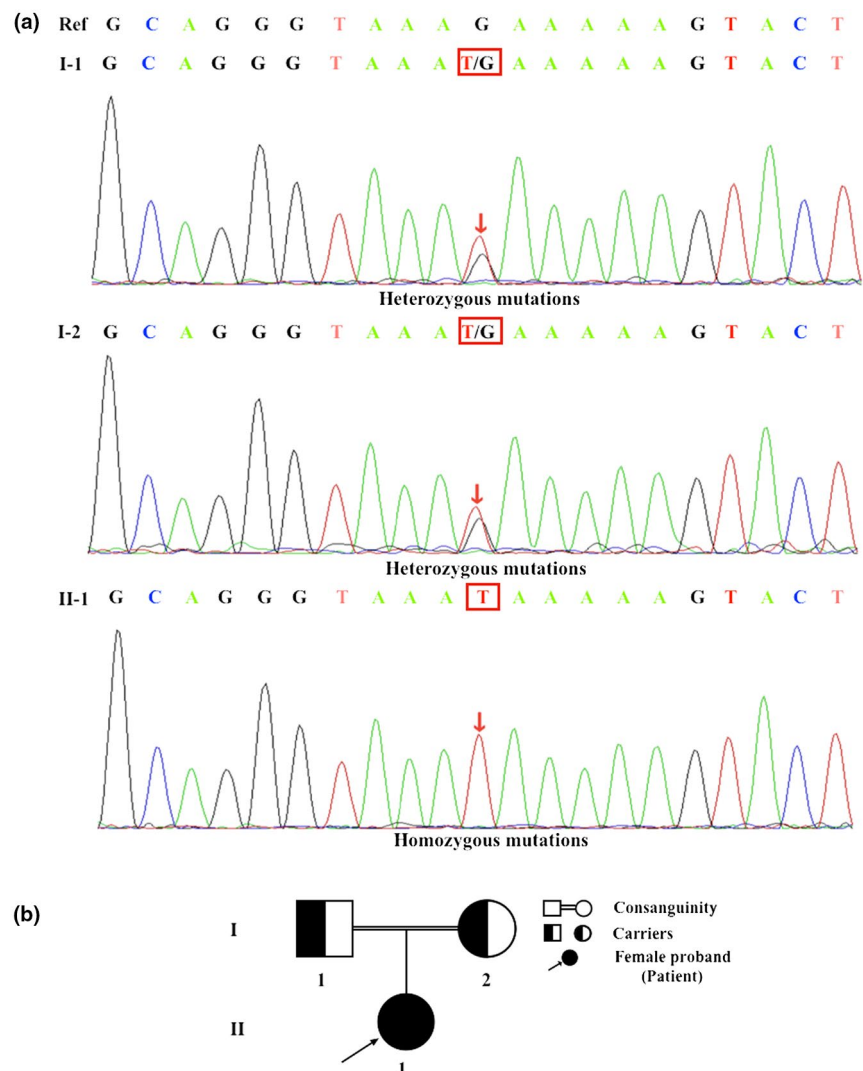 (a)
Ref G C A G G G T A A A G A A A A A G T A C T
I-1 G C A G G G T A A A T/G A A A A A G T A C T
Heterozygous mutations
I-2 G C A G G G T A A A T/G A A A A A G T A C T
Heterozygous mutations
II-1 G C A G G G T A A A T A A A A A G T A C T
Homozygous mutations
(b)
I
1
2
Consanguinity
Carriers
Female proband
(Patient)
II
1